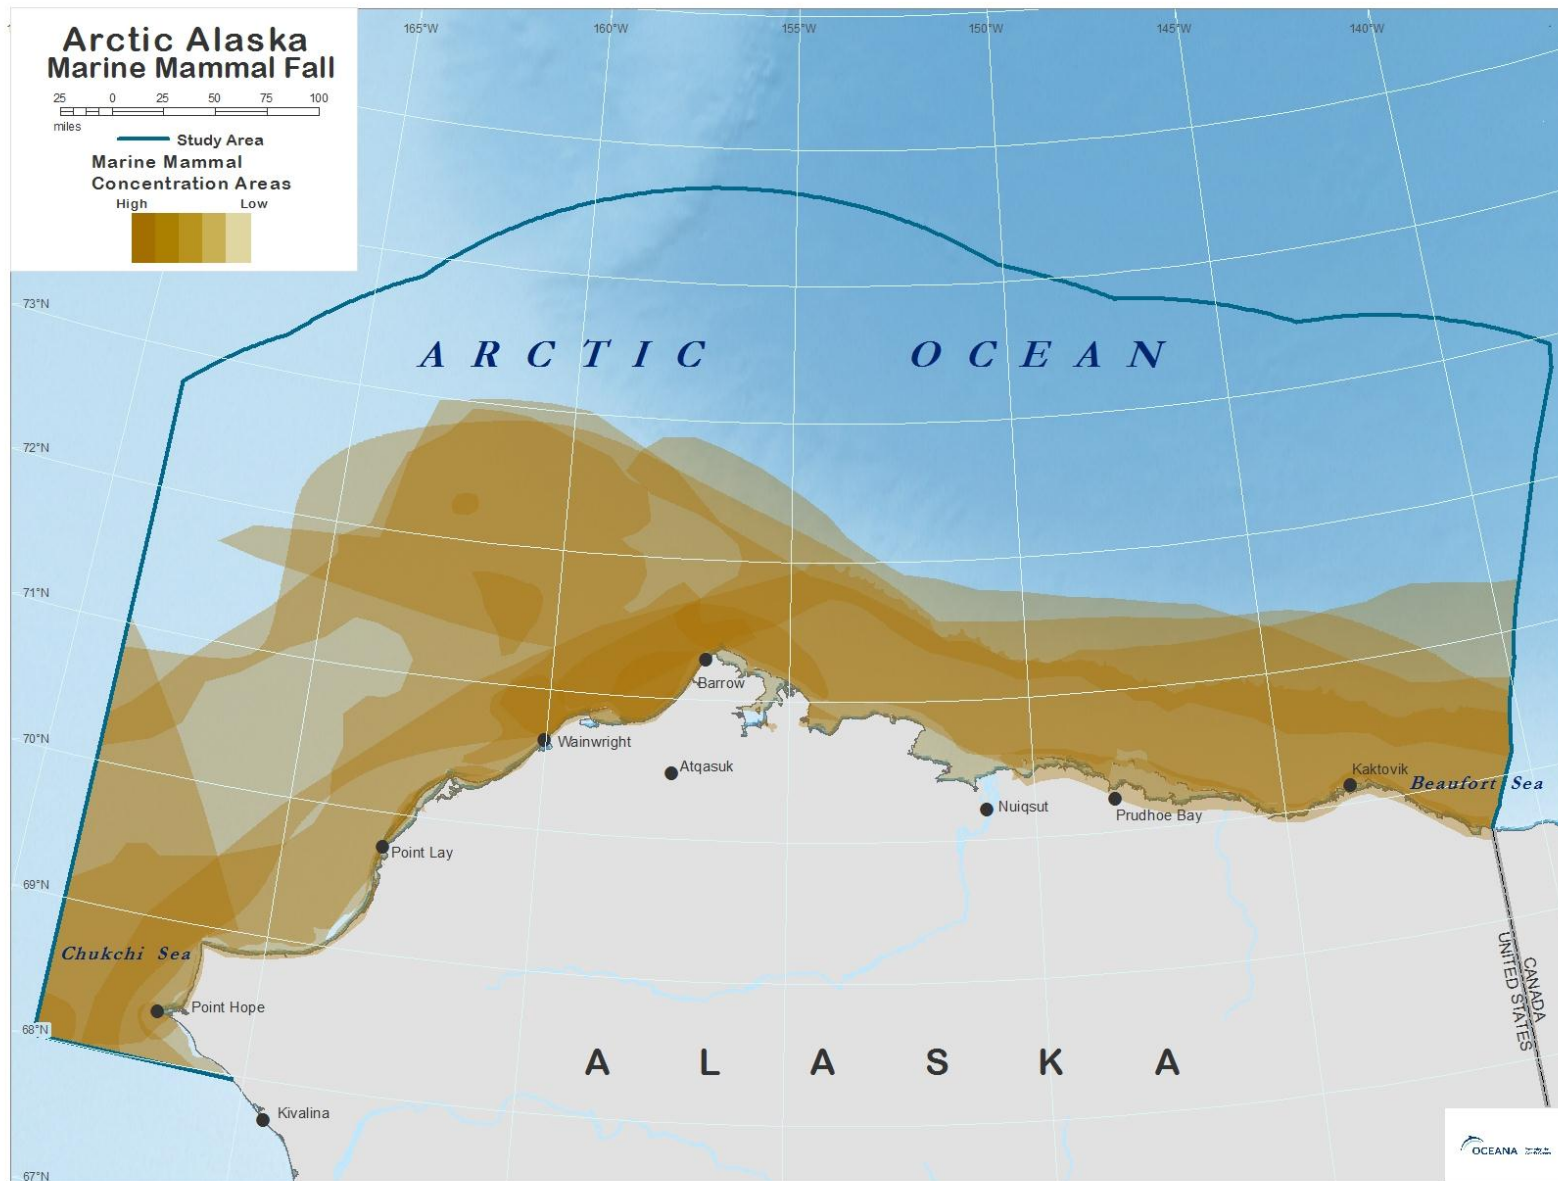 Arctic Alaska
Marine Mammal Fall
25 0 25 50 75 100
miles
Study Area
Marine Mammal
Concentration Areas
High Low
165°W 160°W 155°W 150°W 145°W 140°W
73°N
72°N
71°N
70°N
69°N
68°N
67°N
ARCTIC OCEAN
Barrow
Wainwright
Atqasuk
Kaktovik
Beaufort Sea
Nuiqsut
Prudhoe Bay
Point Lay
Chukchi Sea
Point Hope
CANADA
UNITED STATES
ALASKA
Kivalina
OCEANA